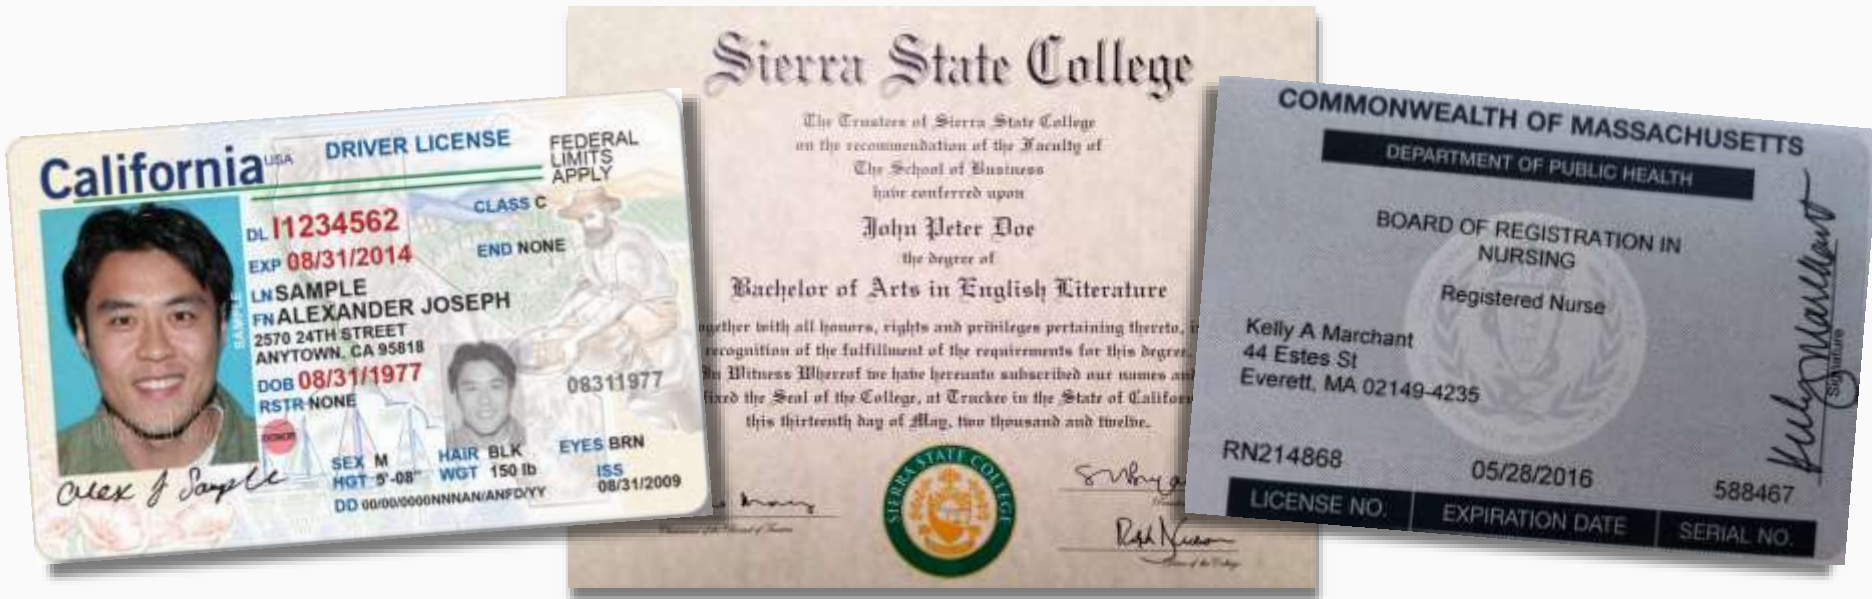 California USA DRIVER LICENSE
FEDERAL
LIMITS
APPLY
CLASS C
DL I1234562
EXP 08/31/2014
END NONE
LN SAMPLE
FN ALEXANDER JOSEPH
2570 24TH STREET
ANYTOWN, CA 95818
DOB 08/31/1977
RSTR NONE
08311977
SAMPLE
DONOR
SEX M
HAIR BLK
EYES BRN
HGT 5'-08"
WGT 150 lb
ISS
08/31/2009
DD 00/00/0000NNNAN/ANFD/YY
Alex J Sample
Sierra State College
The Trustees of Sierra State College
on the recommendation of the Faculty of
The School of Business
have conferred upon
John Peter Doe
the degree of
Bachelor of Arts in English Literature
together with all honors, rights and privileges pertaining thereto, in
recognition of the fulfillment of the requirements for this degree.
In Witness Whereof we have hereunto subscribed our names and
fixed the Seal of the College, at Truckee in the State of Californ
this thirteenth day of May, two thousand and twelve.
SIERRA STATE COLLEGE
COMMONWEALTH OF MASSACHUSETTS
DEPARTMENT OF PUBLIC HEALTH
BOARD OF REGISTRATION IN
NURSING
Registered Nurse
Kelly A Marchant
44 Estes St
Everett, MA 02149-4235
RN214868
05/28/2016
588467
LICENSE NO.
EXPIRATION DATE
SERIAL NO.
Kelly Marchant
Signature